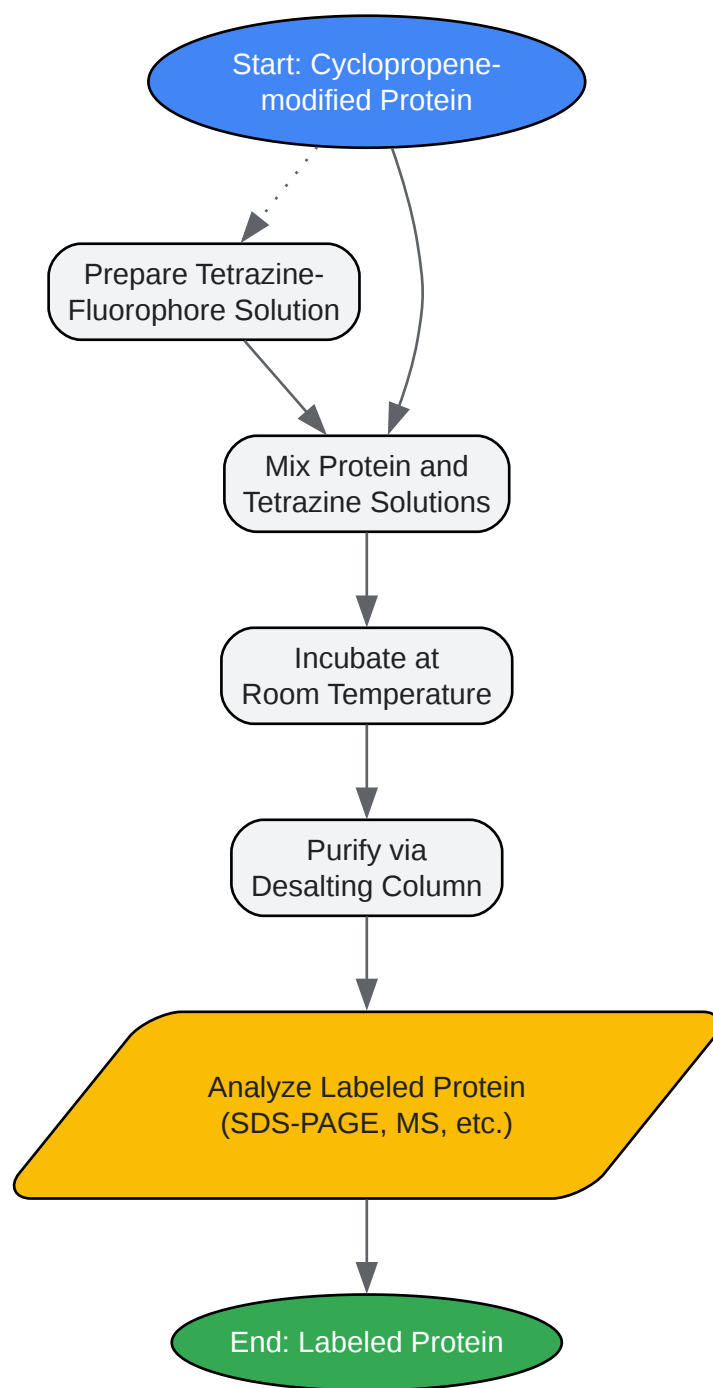 Start: Cyclopropene-
modified Protein
Prepare Tetrazine-
Fluorophore Solution
Mix Protein and
Tetrazine Solutions
Incubate at
Room Temperature
Purify via
Desalting Column
Analyze Labeled Protein
(SDS-PAGE, MS, etc.)
End: Labeled Protein